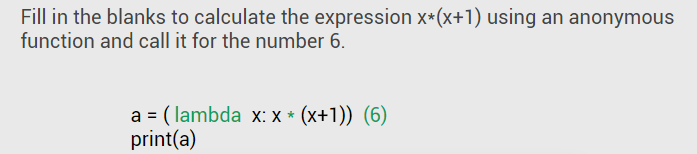 Fill in the blanks to calculate the expression x*(x+1) using an anonymous
function and call it for the number 6.
a = ( lambda x: x * (x+1)) (6)
print(a)